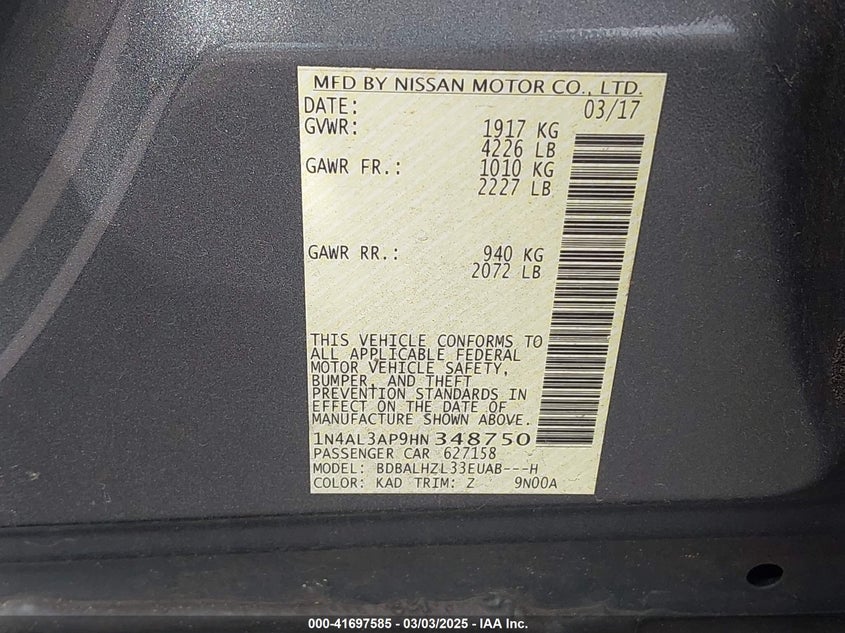 MFD BY NISSAN MOTOR CO., LTD.
DATE: 03/17
GVWR: 1917 KG
4226 LB
GAWR FR.: 1010 KG
2227 LB
GAWR RR.: 940 KG
2072 LB
THIS VEHICLE CONFORMS TO
ALL APPLICABLE FEDERAL
MOTOR VEHICLE SAFETY,
BUMPER, AND THEFT
PREVENTION STANDARDS IN
EFFECT ON THE DATE OF
MANUFACTURE SHOWN ABOVE.
1N4AL3AP9HN348750
PASSENGER CAR 627158
MODEL: BDBALHZL33EUAB---H
COLOR: KAD TRIM: Z 9N00A
000-41697585 - 03/03/2025 - IAA Inc.